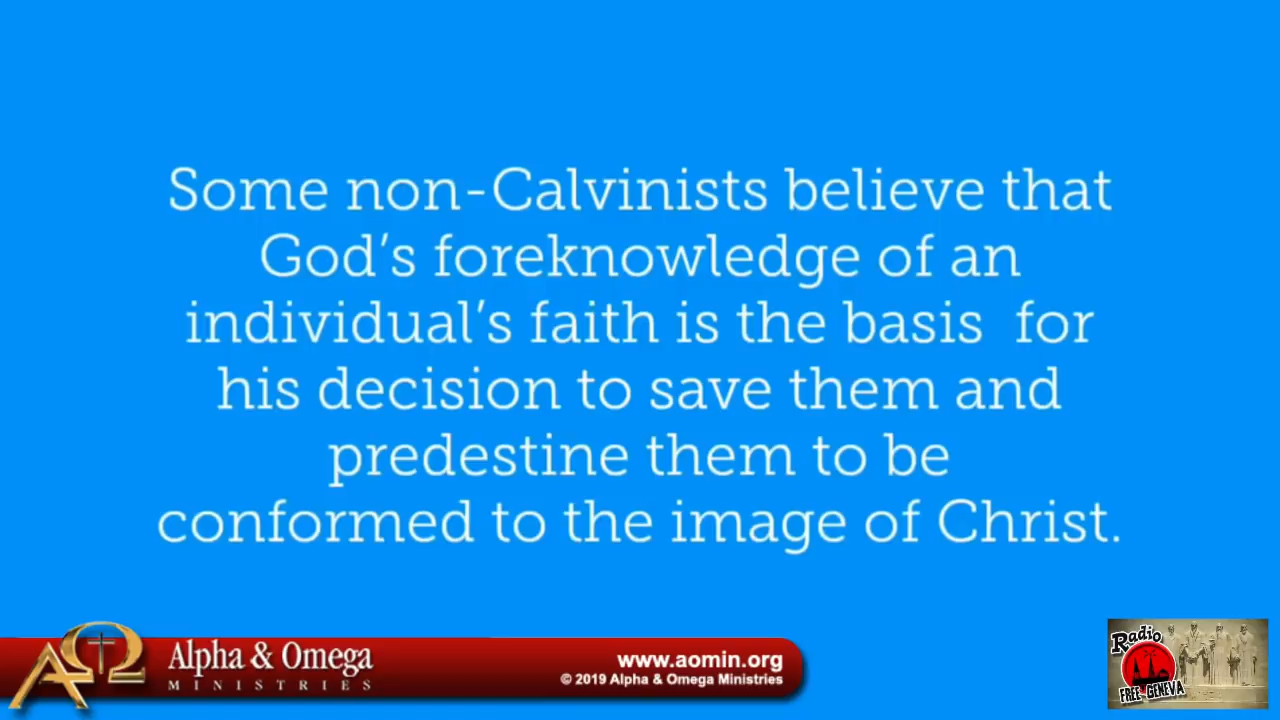 Some non-Calvinists believe that
God's foreknowledge of an
individual's faith is the basis  for
his decision to save them and
predestine them to be
conformed to the image of Christ.
ΑΩ
Alpha & Omega
MINISTRIES
www.aomin.org
© 2019 Alpha & Omega Ministries
Radio
FREE GENEVA